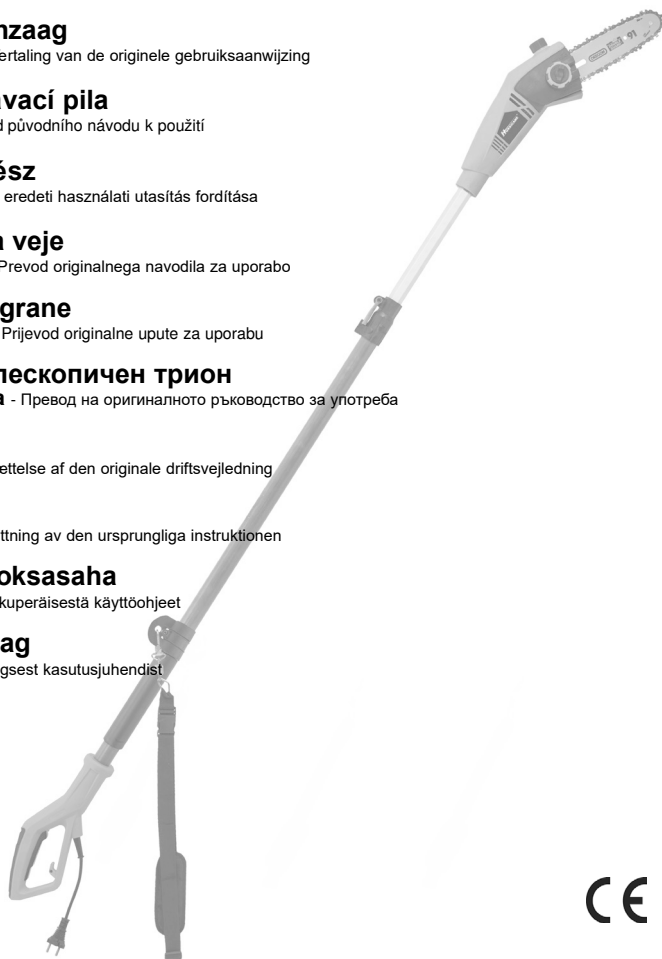 nzaag
ertaling van de originele gebruiksaanwijzing
vací pila
d původního návodu k použití
ész
eredeti használati utasítás fordítása
a veje
Prevod originalnega navodila za uporabo
grane
Prijevod originalne upute za uporabu
лескопичен трион
а - Превод на оригиналното ръководство за употреба
ættelse af den originale driftsvejledning
ttning av den ursprungliga instruktionen
oksasaha
kuperäisestä käyttöohjeet
ag
gsest kasutusjuhendist
CE